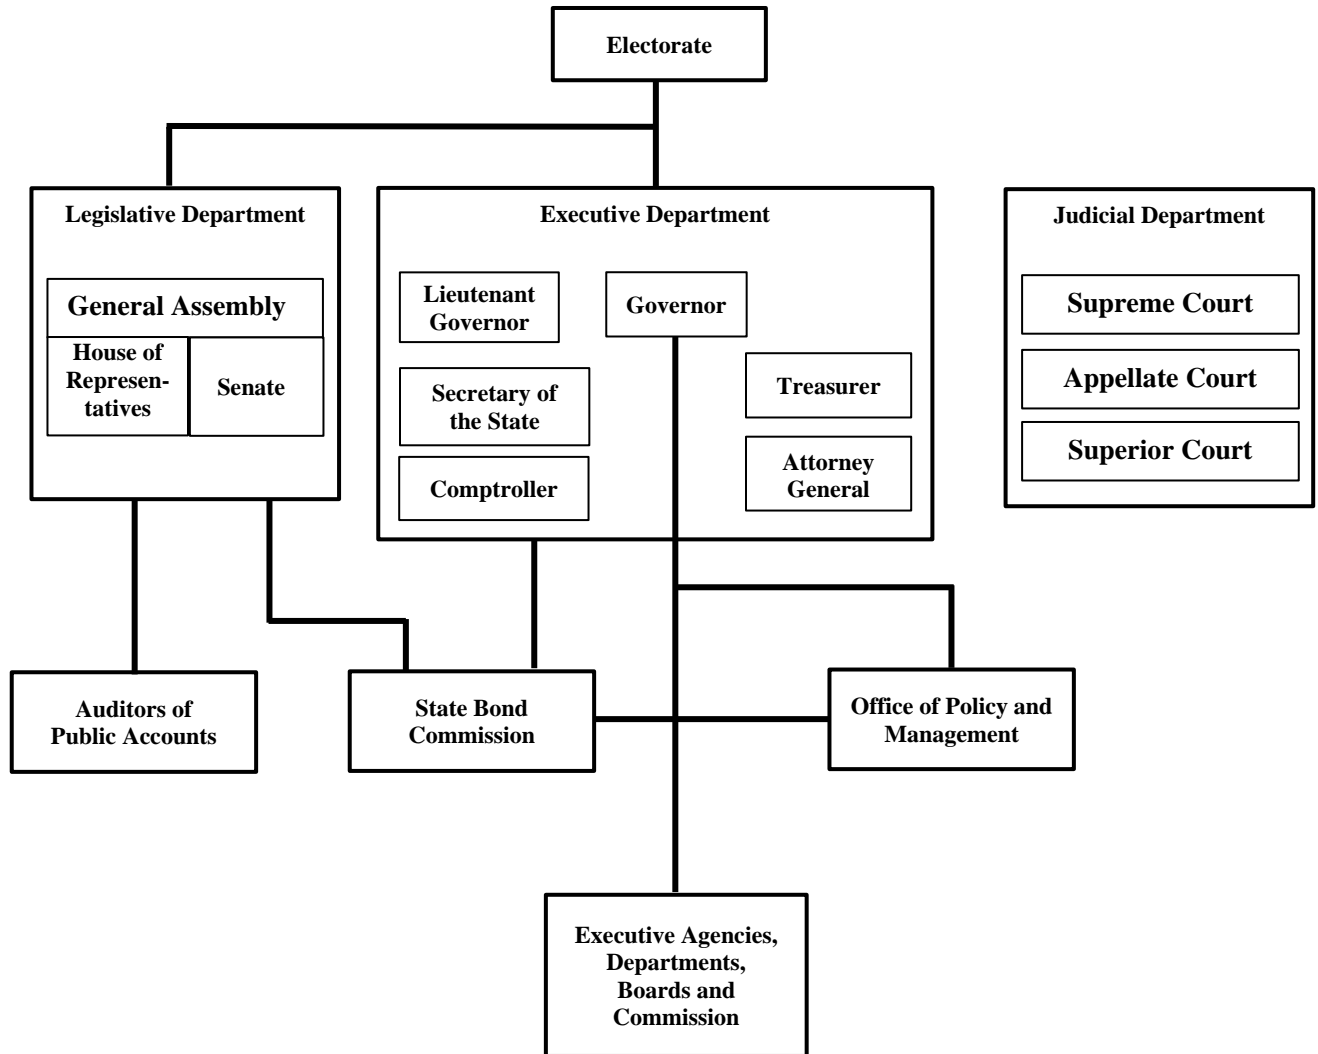 Electorate
Legislative Department
General Assembly
House of
Represen-
tatives
Senate
Executive Department
Lieutenant
Governor
Governor
Secretary of
the State
Treasurer
Comptroller
Attorney
General
Judicial Department
Supreme Court
Appellate Court
Superior Court
Auditors of
Public Accounts
State Bond
Commission
Office of Policy and
Management
Executive Agencies,
Departments,
Boards and
Commission